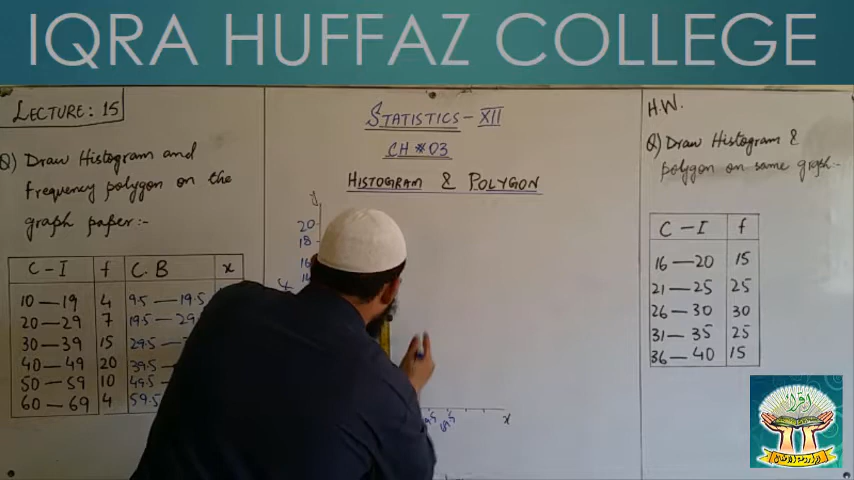 IQRA HUFFAZ COLLEGE
LECTURE: 15
Q) Draw Histogram and
frequency polygon on the
graph paper:-
C-I f C.B x
10—19 4 9.5—19.5
20—29 7 19.5—29.
30—39 15 29.5—
40—49 20 39.5—
50—59 10 49.5—
60—69 4 59.5
STATISTICS-XII
CH #03
HISTOGRAM & POLYGON
y
20
18
16
x
H.W.
Q) Draw Histogram &
polygon on same graph.
C-I f
16—20 15
21—25 25
26—30 30
31—35 25
36—40 15